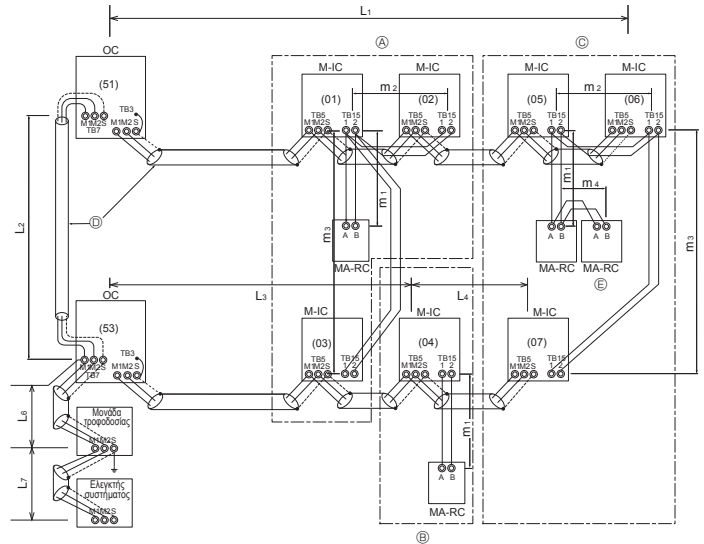 L1
OC
(51)
TB3
M1M2S
TB7
M1M2S
Ⓐ
M-IC
(01)
TB5
M1M2S
TB15
1 2
m2
M-IC
(02)
TB5
M1M2S
TB15
1 2
Ⓒ
M-IC
(05)
TB5
M1M2S
TB15
1 2
m2
M-IC
(06)
TB5
M1M2S
TB15
1 2
L2
Ⓓ
m3
m1
A B
MA-RC
m1
m4
A B
MA-RC
A B
MA-RC
Ⓔ
m3
L3
L4
OC
(53)
TB3
M1M2S
TB7
M1M2S
M-IC
(03)
TB5
M1M2S
TB15
1 2
M-IC
(04)
TB5
M1M2S
TB15
1 2
M-IC
(07)
TB5
M1M2S
TB15
1 2
L6
Μονάδα
τροφοδοσίας
M1M2S
m1
A B
MA-RC
L7
Ελεγκτής
συστήματος
M1M2S
Ⓑ